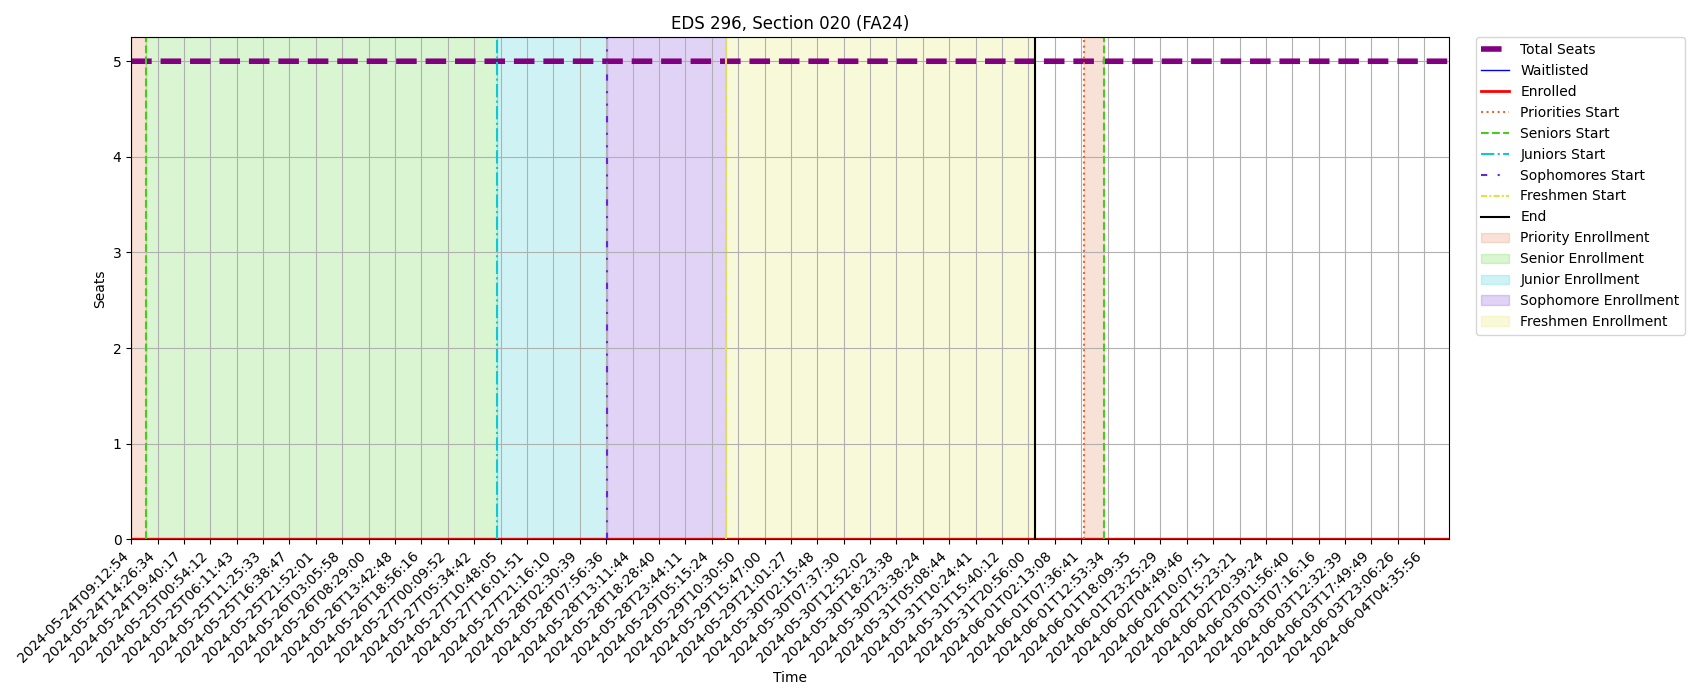 EDS 296, Section 020 (FA24)
Seats
5
4
3
2
1
0
2024-05-24T09:12:54
2024-05-24T14:26:34
2024-05-24T19:40:17
2024-05-25T00:54:12
2024-05-25T06:11:43
2024-05-25T11:25:33
2024-05-25T16:38:47
2024-05-25T21:52:01
2024-05-26T03:05:58
2024-05-26T08:29:00
2024-05-26T13:42:48
2024-05-26T18:56:16
2024-05-27T00:09:52
2024-05-27T05:34:42
2024-05-27T10:48:05
2024-05-27T16:01:51
2024-05-27T21:16:10
2024-05-28T02:30:39
2024-05-28T07:56:36
2024-05-28T13:11:44
2024-05-28T18:28:40
2024-05-28T23:44:11
2024-05-29T05:15:24
2024-05-29T10:30:50
2024-05-29T15:47:00
2024-05-29T21:01:27
2024-05-30T02:15:48
2024-05-30T07:37:30
2024-05-30T12:52:02
2024-05-30T18:23:38
2024-05-30T23:38:24
2024-05-31T05:08:44
2024-05-31T10:24:41
2024-05-31T15:40:12
2024-05-31T20:56:00
2024-06-01T02:13:08
2024-06-01T07:36:41
2024-06-01T12:53:34
2024-06-01T18:09:35
2024-06-01T23:25:29
2024-06-02T04:49:46
2024-06-02T10:07:51
2024-06-02T15:23:21
2024-06-02T20:39:24
2024-06-03T01:56:40
2024-06-03T07:16:16
2024-06-03T12:32:39
2024-06-03T17:49:49
2024-06-03T23:06:26
2024-06-04T04:35:56
Time
Total Seats
Waitlisted
Enrolled
Priorities Start
Seniors Start
Juniors Start
Sophomores Start
Freshmen Start
End
Priority Enrollment
Senior Enrollment
Junior Enrollment
Sophomore Enrollment
Freshmen Enrollment